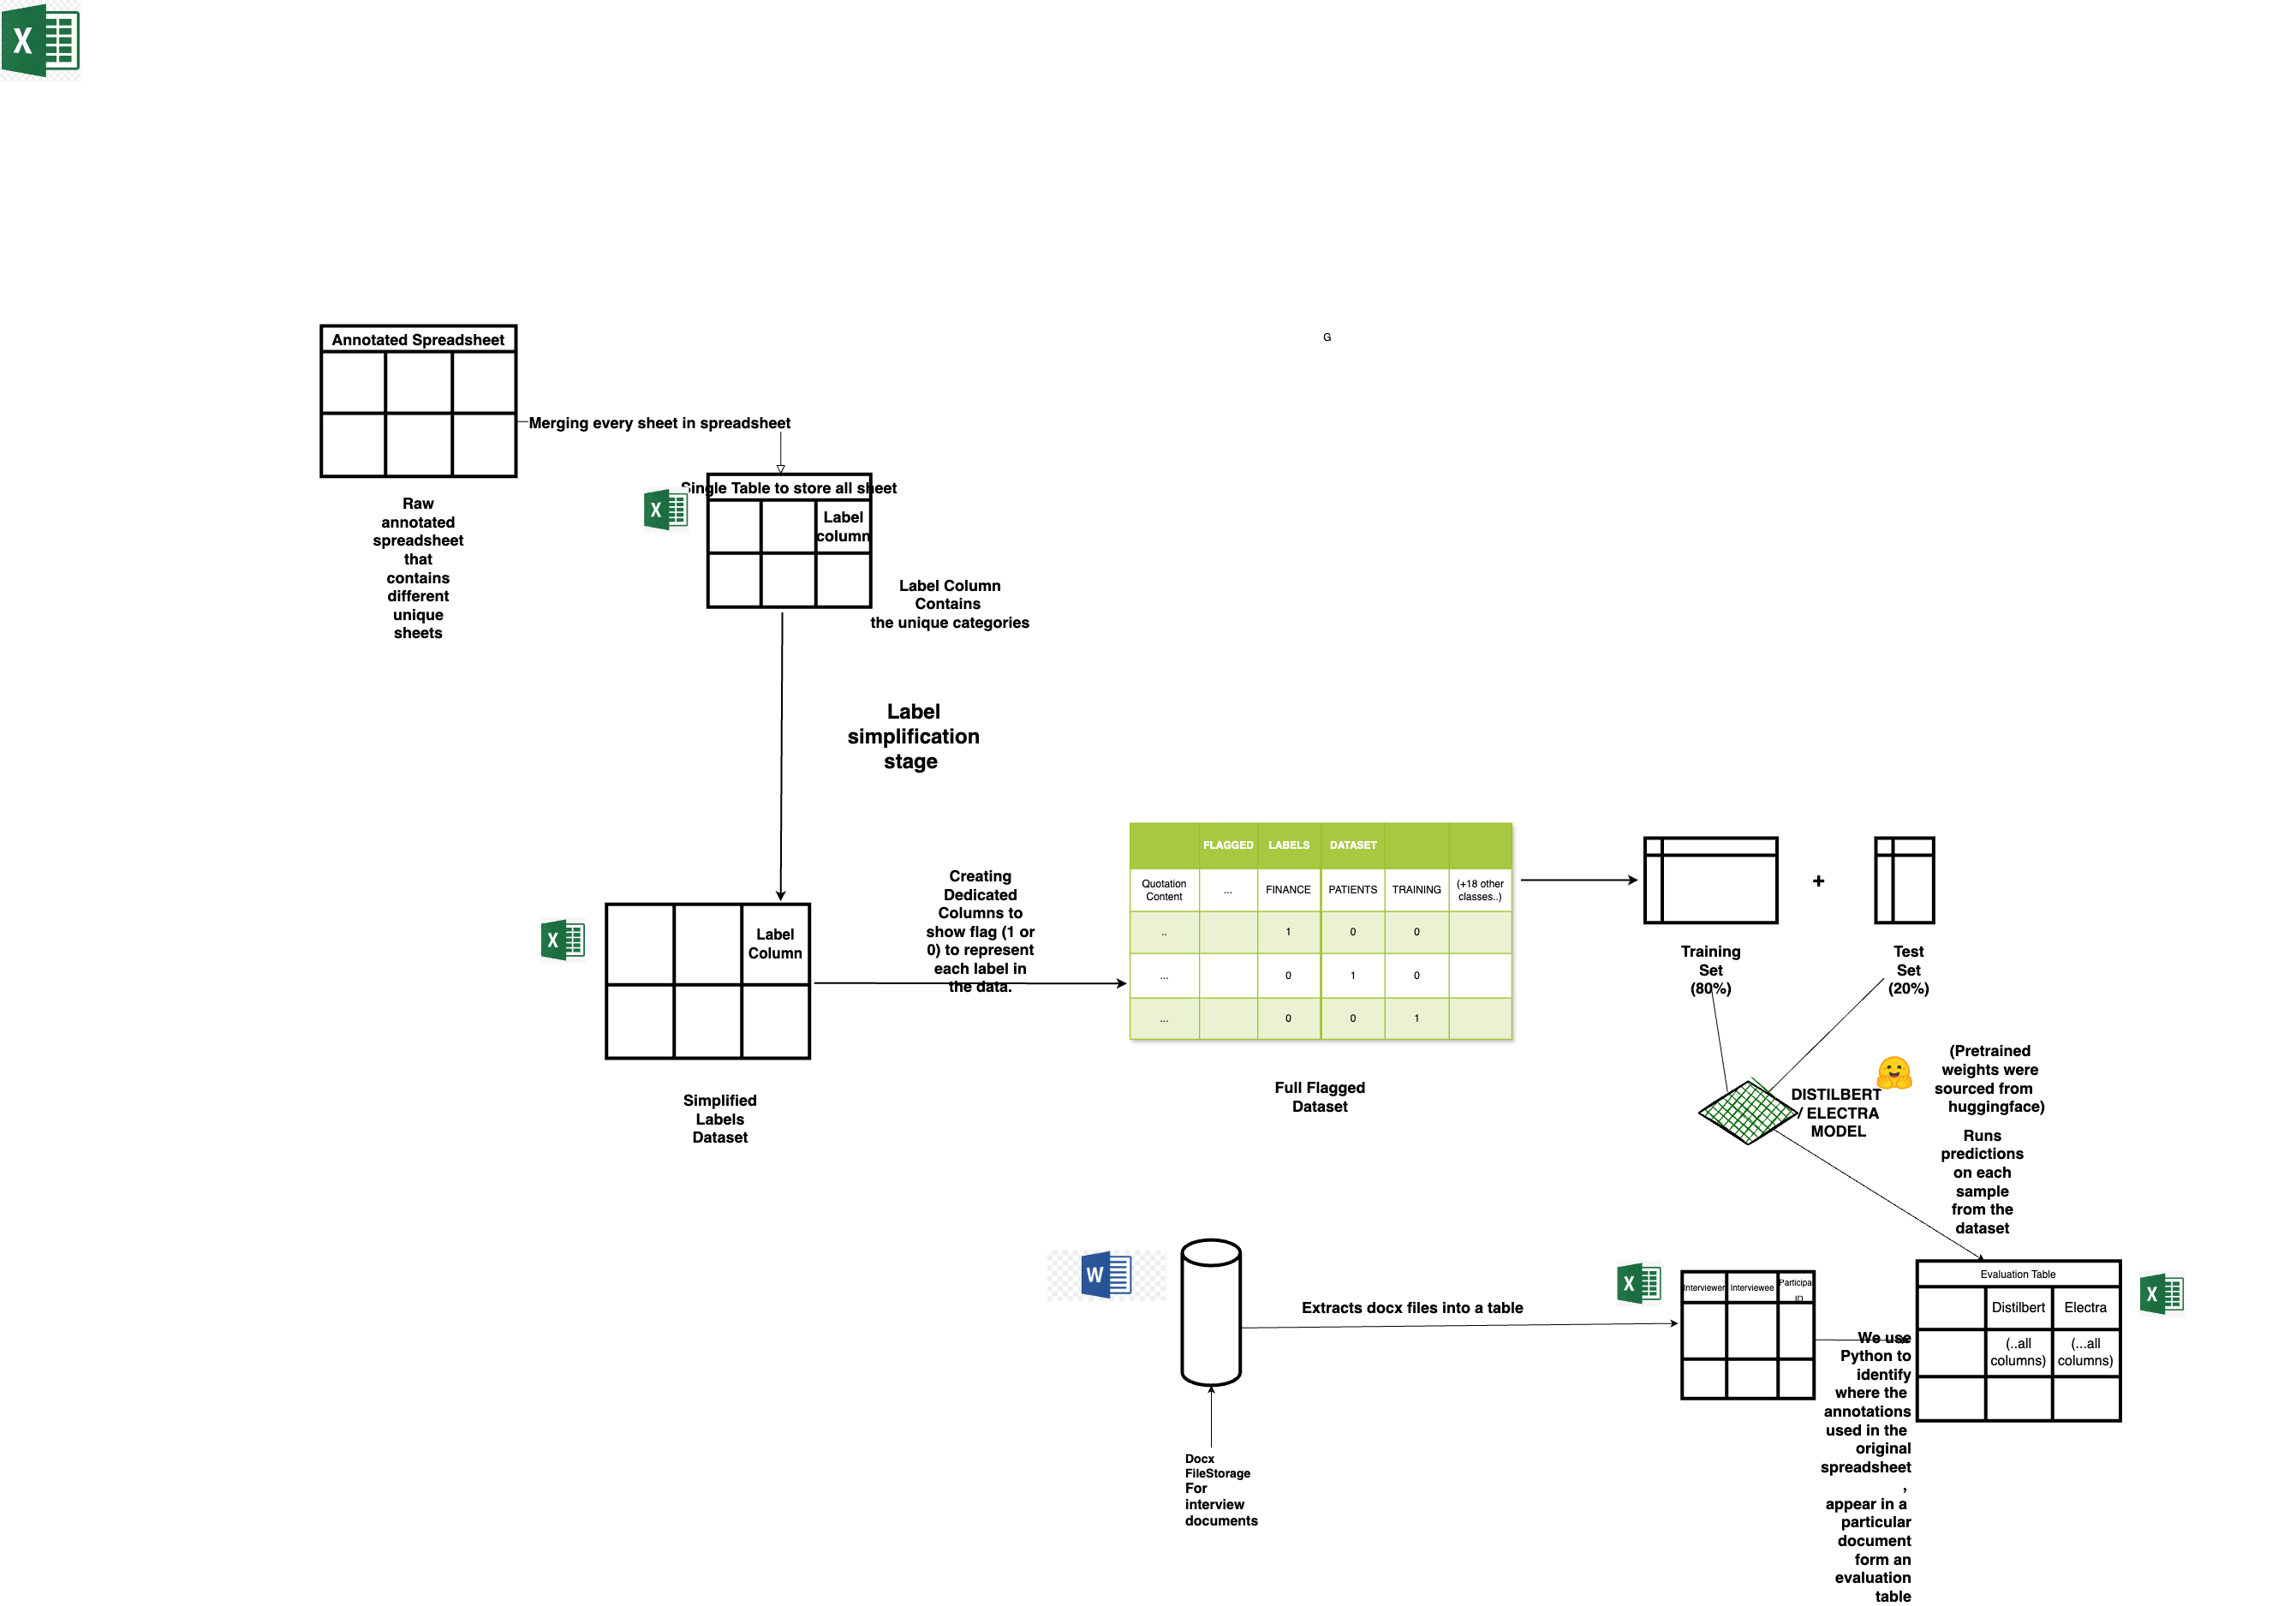 X
G
Annotated Spreadsheet
Merging every sheet in spreadsheet
Raw
annotated
spreadsheet
that
contains
different
unique
sheets
X
Single Table to store all sheet
Label
column
Label Column
Contains
the unique categories
Label
simplification
stage
X
Label
Column
Simplified
Labels
Dataset
Creating
Dedicated
Columns to
show flag (1 or
0) to represent
each label in
the data.
FLAGGED LABELS DATASET
Quotation
Content
... FINANCE PATIENTS TRAINING
(+18 other
classes..)
.. 1 0 0
... 0 1 0
... 0 0 1
Full Flagged
Dataset
+
Training
Set
(80%)
Test
Set
(20%)
DISTILBERT
/ ELECTRA
MODEL
(Pretrained
weights were
sourced from
huggingface)
Runs
predictions
on each
sample
from the
dataset
W
Docx
FileStorage
For
interview
documents
Extracts docx files into a table
X
Interviewer Interviewee Participa
ID
We use
Python to
identify
where the
annotations
used in the
original
spreadsheet
,
appear in a
particular
document
form an
evaluation
table
Evaluation Table
Distilbert Electra
(..all
columns)
(...all
columns)
X